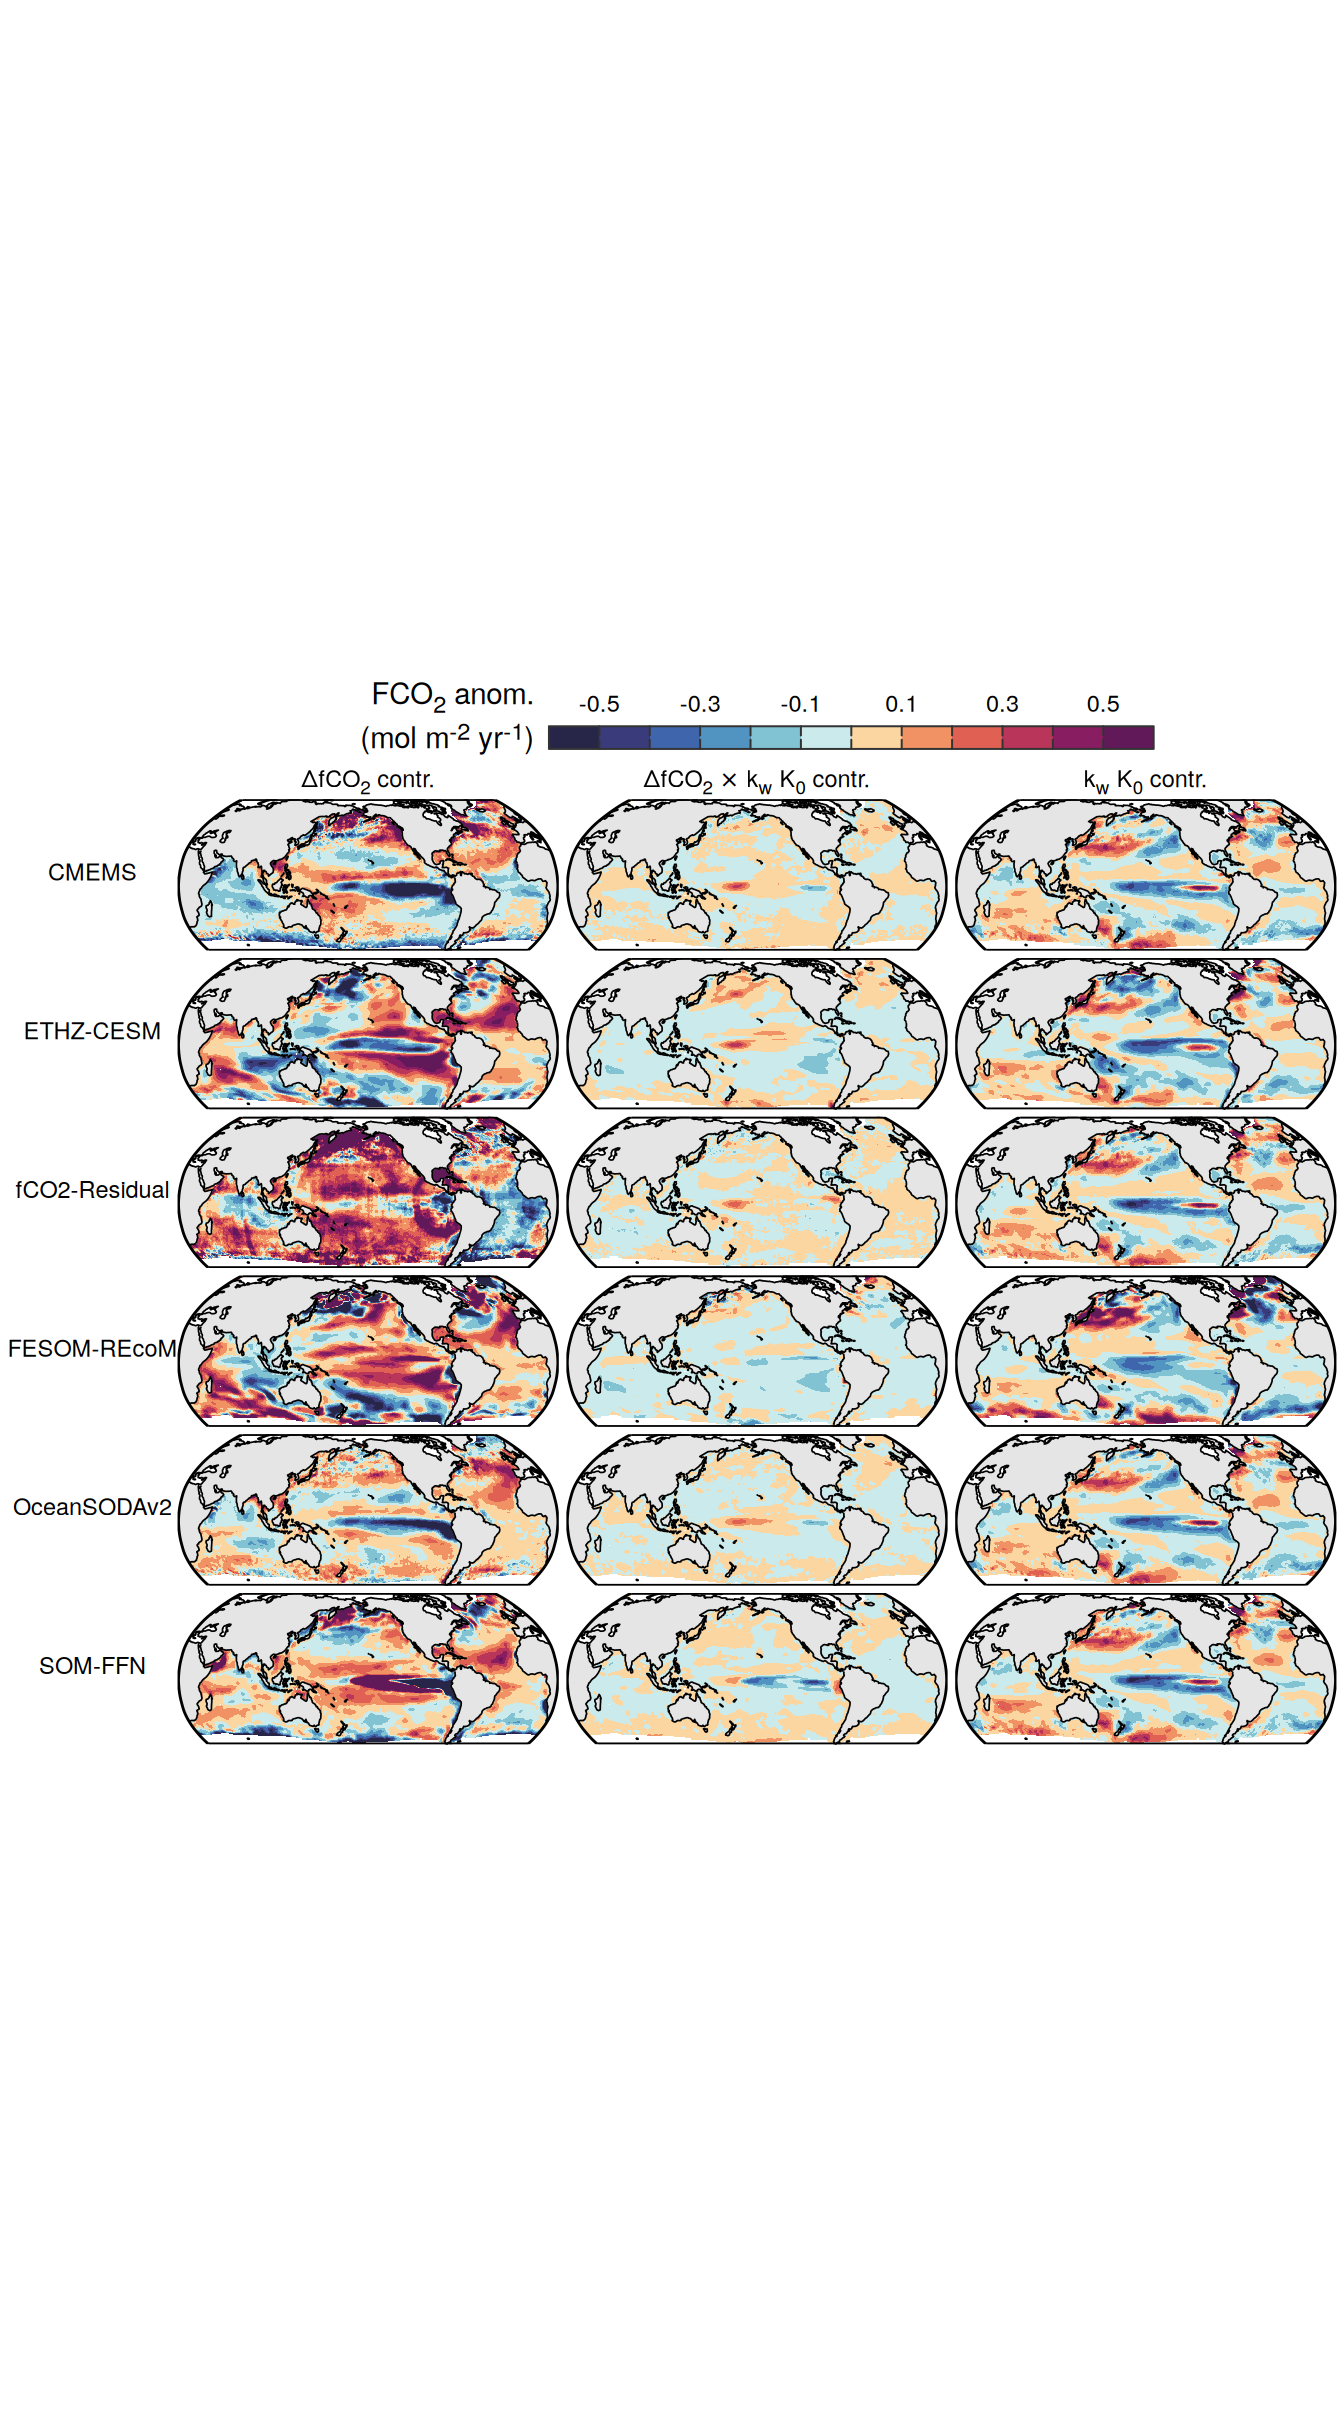 FCO2 anom.
(mol m-2 yr-1)
-0.5 -0.3 -0.1 0.1 0.3 0.5
ΔfCO2 contr. ΔfCO2 × kw K0 contr. kw K0 contr.
CMEMS
ETHZ-CESM
fCO2-Residual
FESOM-REcoM
OceanSODAv2
SOM-FFN